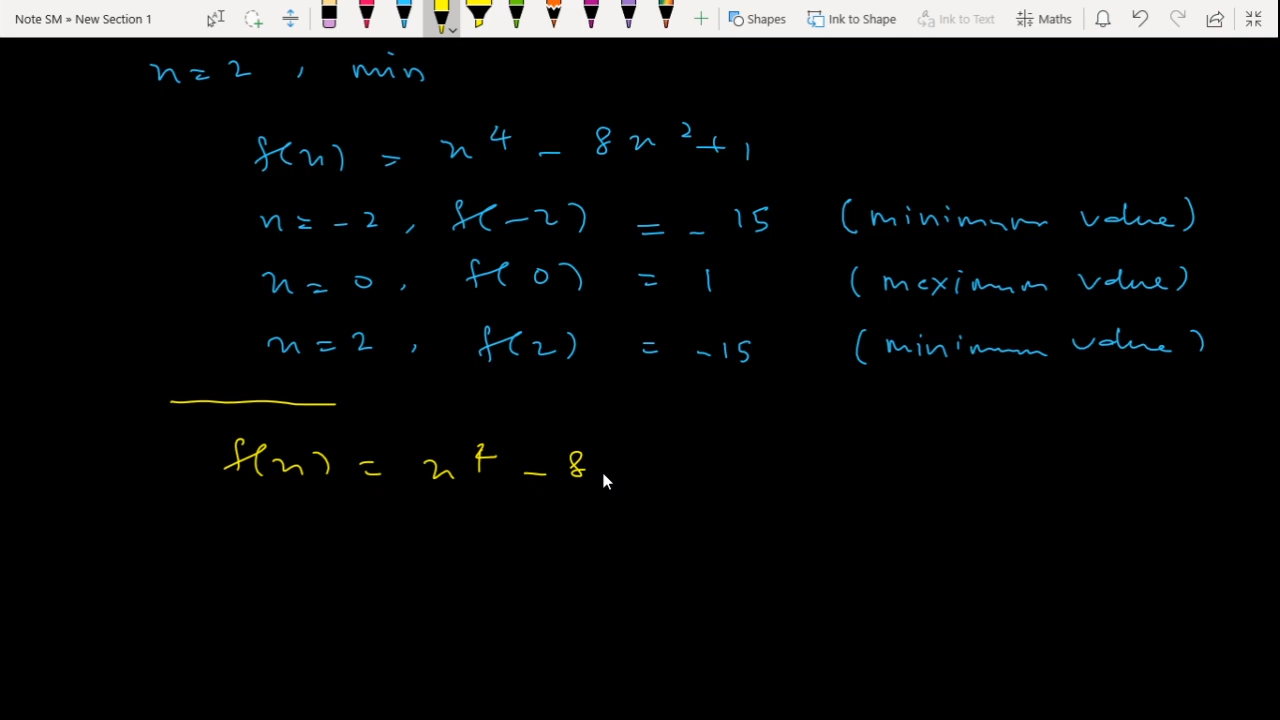 Note SM » New Section 1
Shapes Ink to Shape Ink to Text Maths
x = 2 , min
f(x) = x⁴ - 8x² + 1
x = -2 , f(-2) = -15 (minimum value)
x = 0 , f(0) = 1 (maximum value)
x = 2 , f(2) = -15 (minimum value)
f(x) = x⁴ - 8